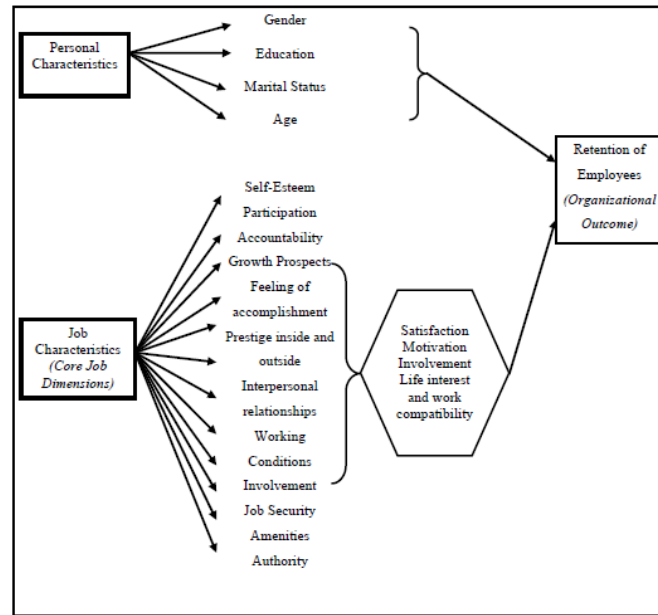 Personal
Characteristics
Gender
Education
Marital Status
Age
Retention of
Employees
(Organizational
Outcome)
Job
Characteristics
(Core Job
Dimensions)
Self-Esteem
Participation
Accountability
Growth Prospects
Feeling of
accomplishment
Prestige inside and
outside
Interpersonal
relationships
Working
Conditions
Involvement
Job Security
Amenities
Authority
Satisfaction
Motivation
Involvement
Life interest
and work
compatibility